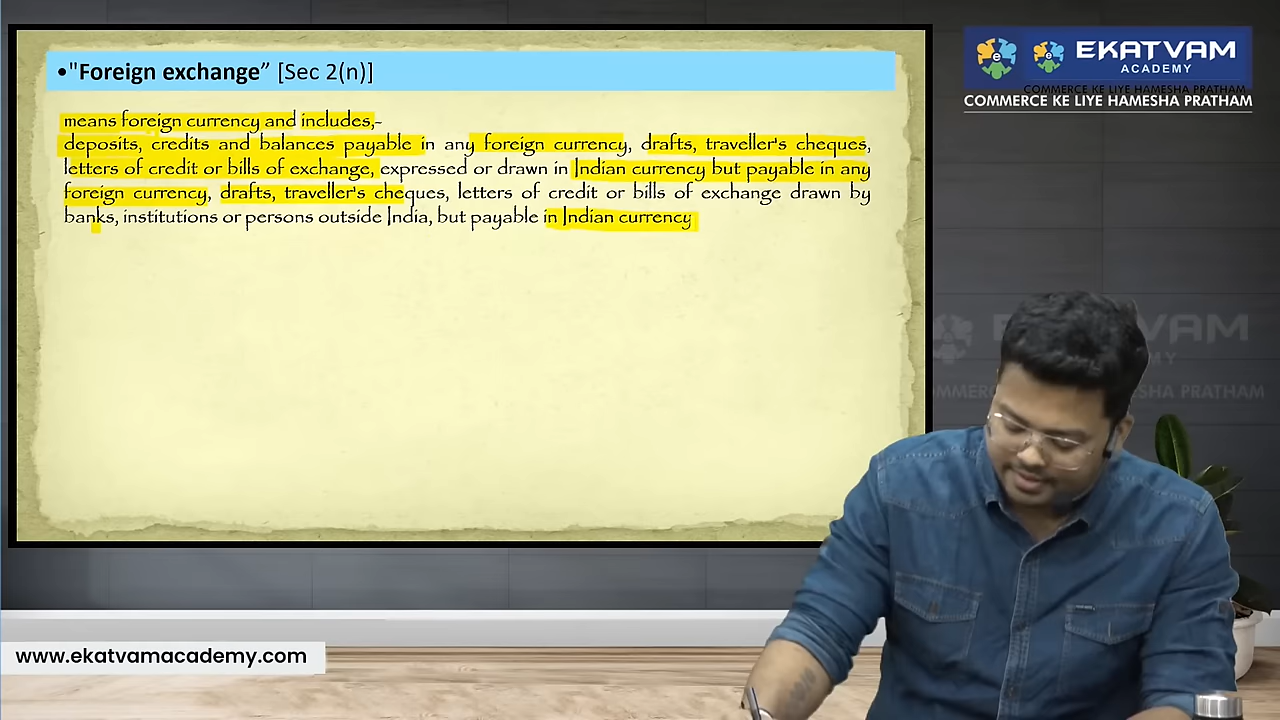 •"Foreign exchange” [Sec 2(n)]
means foreign currency and includes,-
deposits, credits and balances payable in any foreign currency, drafts, traveller's cheques,
letters of credit or bills of exchange, expressed or drawn in Indian currency but payable in any
foreign currency, drafts, traveller's cheques, letters of credit or bills of exchange drawn by
banks, institutions or persons outside India, but payable in Indian currency
EKATVAM
ACADEMY
COMMERCE KE LIYE HAMESHA PRATHAM
COMMERCE KE LIYE HAMESHA PRATHAM
www.ekatvamacademy.com